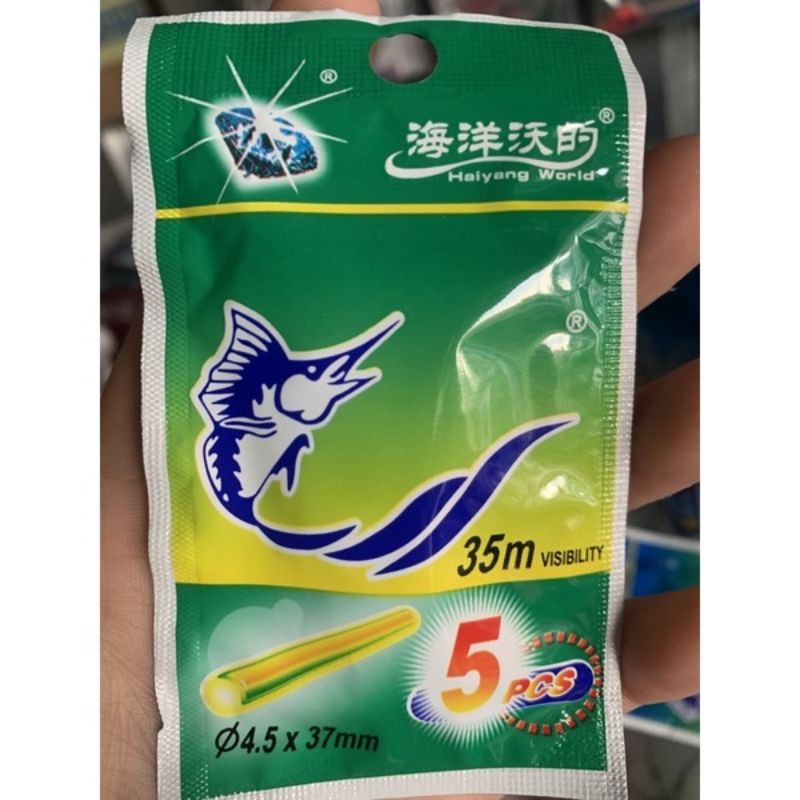 ®
海洋沃的®
Haiyang World
®
35m VISIBILITY
5 PCS
Ø4.5 x 37mm